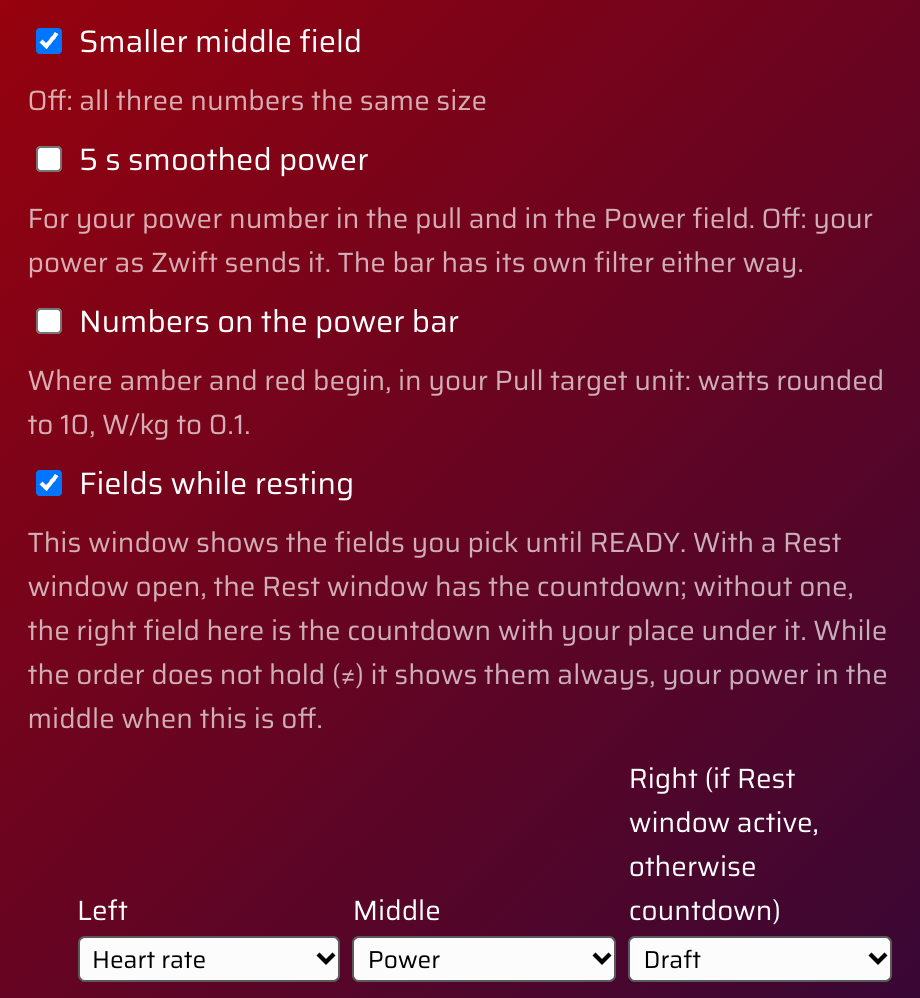 Smaller middle field
Off: all three numbers the same size
5 s smoothed power
For your power number in the pull and in the Power field. Off: your
power as Zwift sends it. The bar has its own filter either way.
Numbers on the power bar
Where amber and red begin, in your Pull target unit: watts rounded
to 10, W/kg to 0.1.
Fields while resting
This window shows the fields you pick until READY. With a Rest
window open, the Rest window has the countdown; without one,
the right field here is the countdown with your place under it. While
the order does not hold (≠) it shows them always, your power in the
middle when this is off.
Left
Middle
Right (if Rest
window active,
otherwise
countdown)
Heart rate
Power
Draft